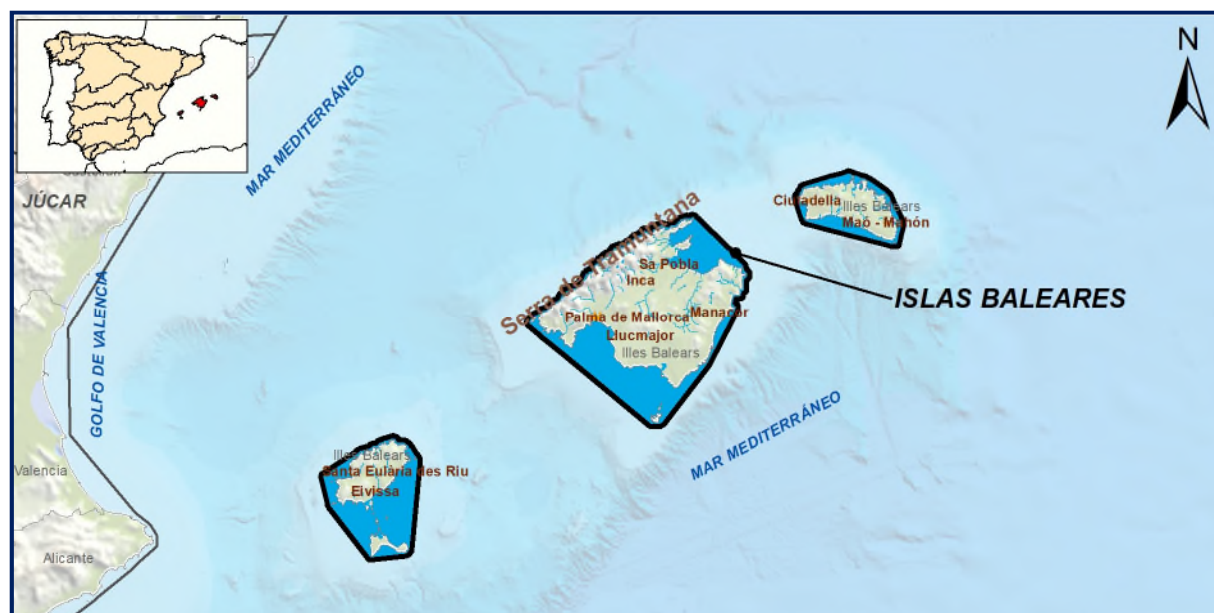 N
MAR MEDITERRÁNEO
JÚCAR
Serra de Tramuntana
Ciutadella
Illes Balears
Maó - Mahón
Sa Pobla
Inca
ISLAS BALEARES
GOLFO DE VALENCIA
Palma de Mallorca
Manacor
Llucmajor
Illes Balears
MAR MEDITERRÁNEO
Illes Balears
Valencia
Santa Eulària des Riu
Eivissa
Alicante